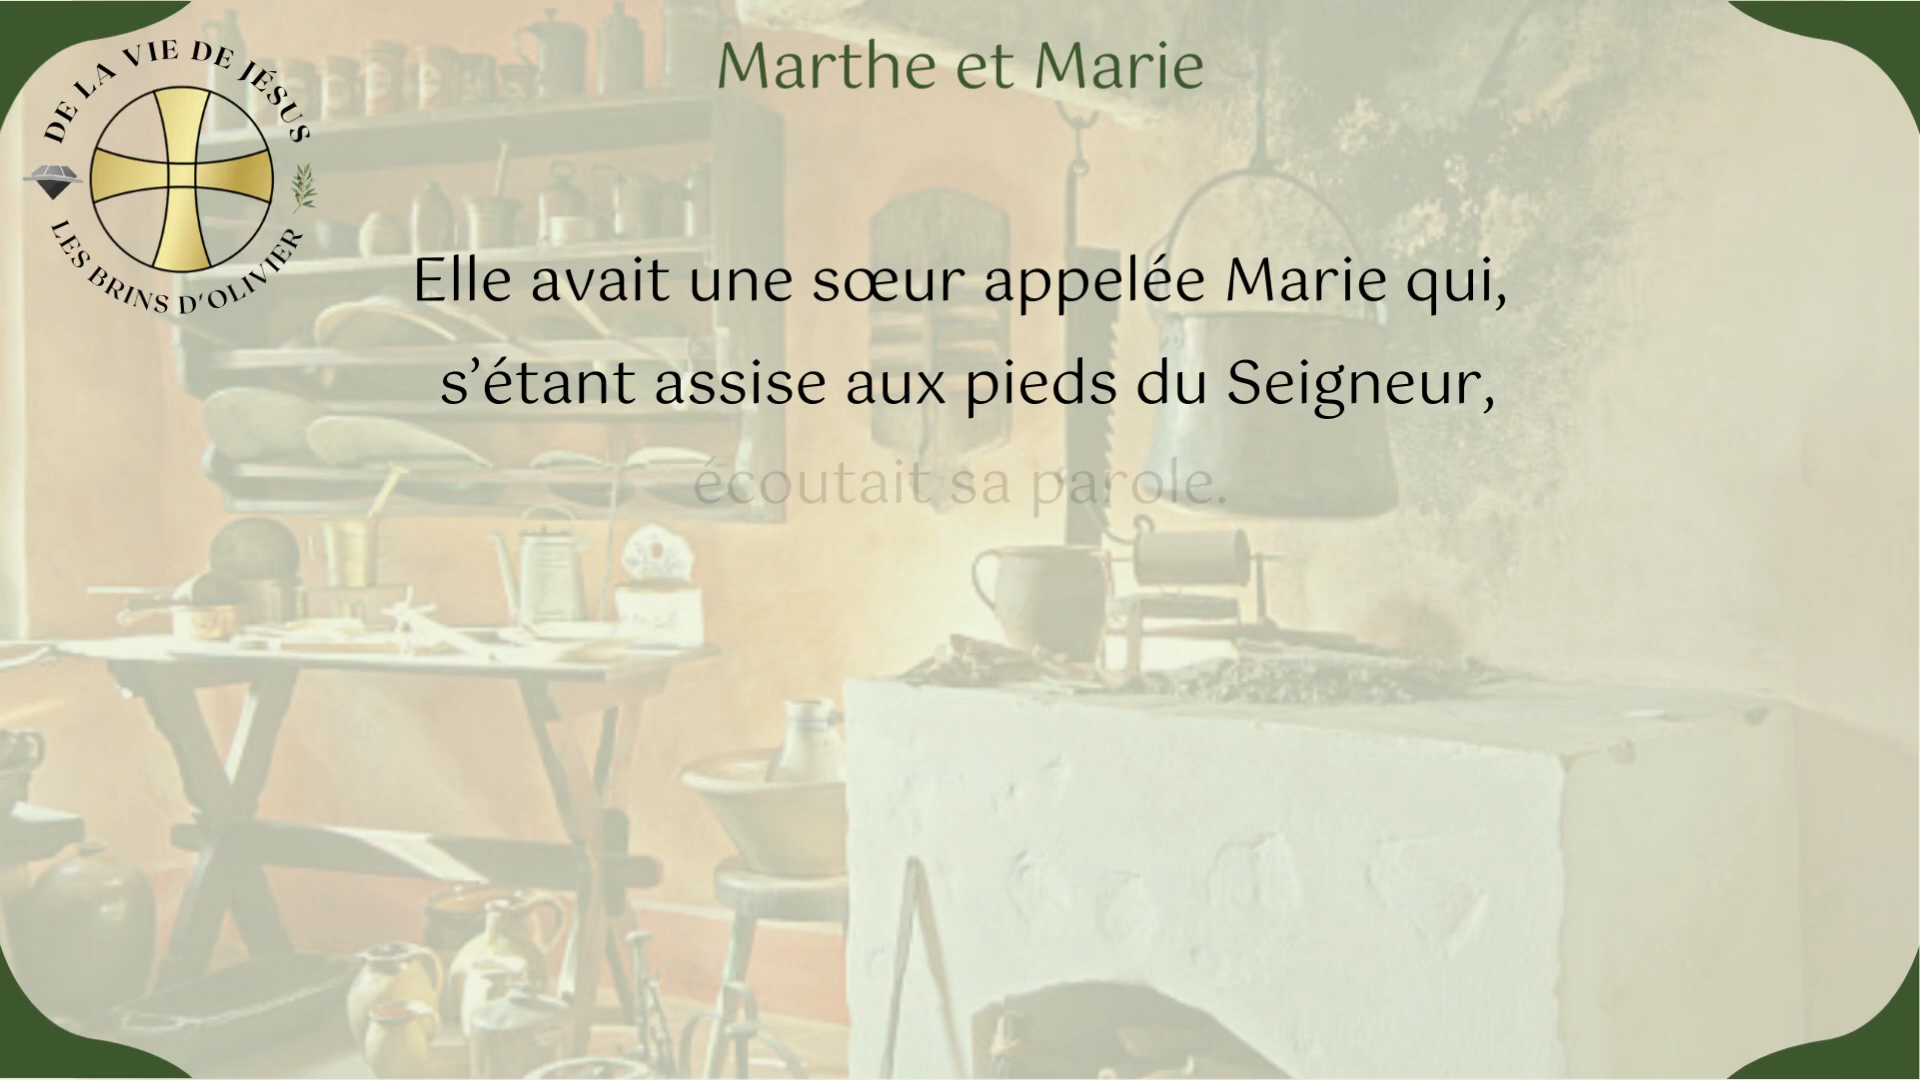 DE LA VIE DE JÉSUS
LES BRINS D'OLIVIER
Marthe et Marie
Elle avait une sœur appelée Marie qui,
s’étant assise aux pieds du Seigneur,
écoutait sa parole.